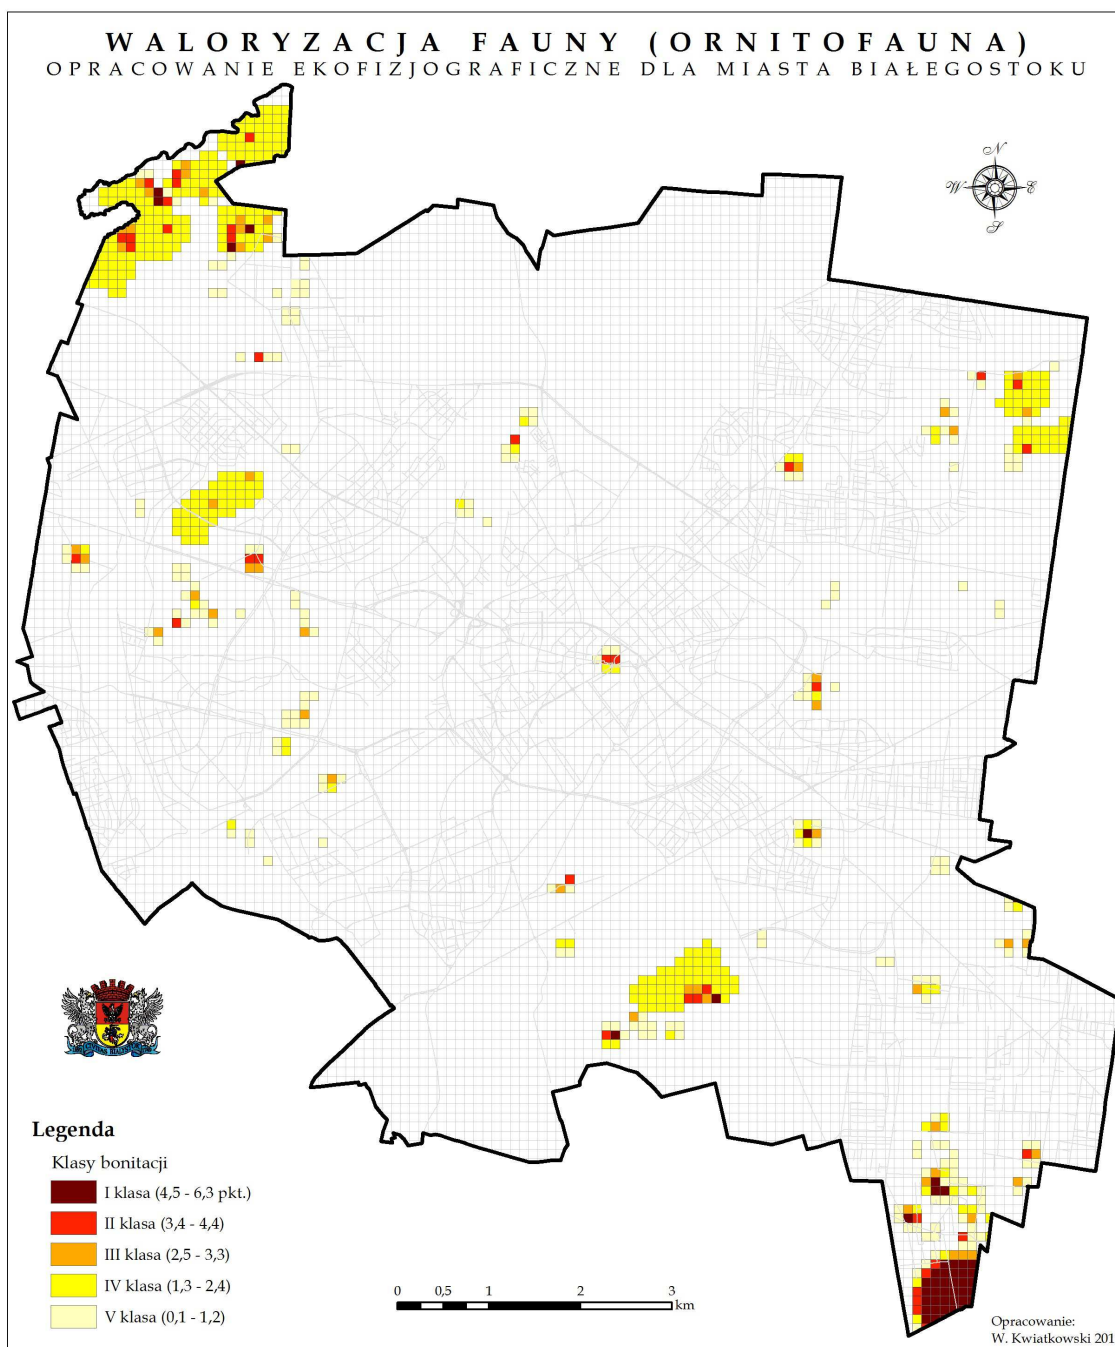 WALORYZACJA FAUNY (ORNITOFAUNA)
OPRACOWANIE EKOFIZJOGRAFICZNE DLA MIASTA BIAŁEGOSTOKU
N
W E
S
Legenda
Klasy bonitacji
I klasa (4,5 - 6,3 pkt.)
II klasa (3,4 - 4,4)
III klasa (2,5 - 3,3)
IV klasa (1,3 - 2,4)
V klasa (0,1 - 1,2)
0 0,5 1 2 3
km
Opracowanie:
W. Kwiatkowski 201